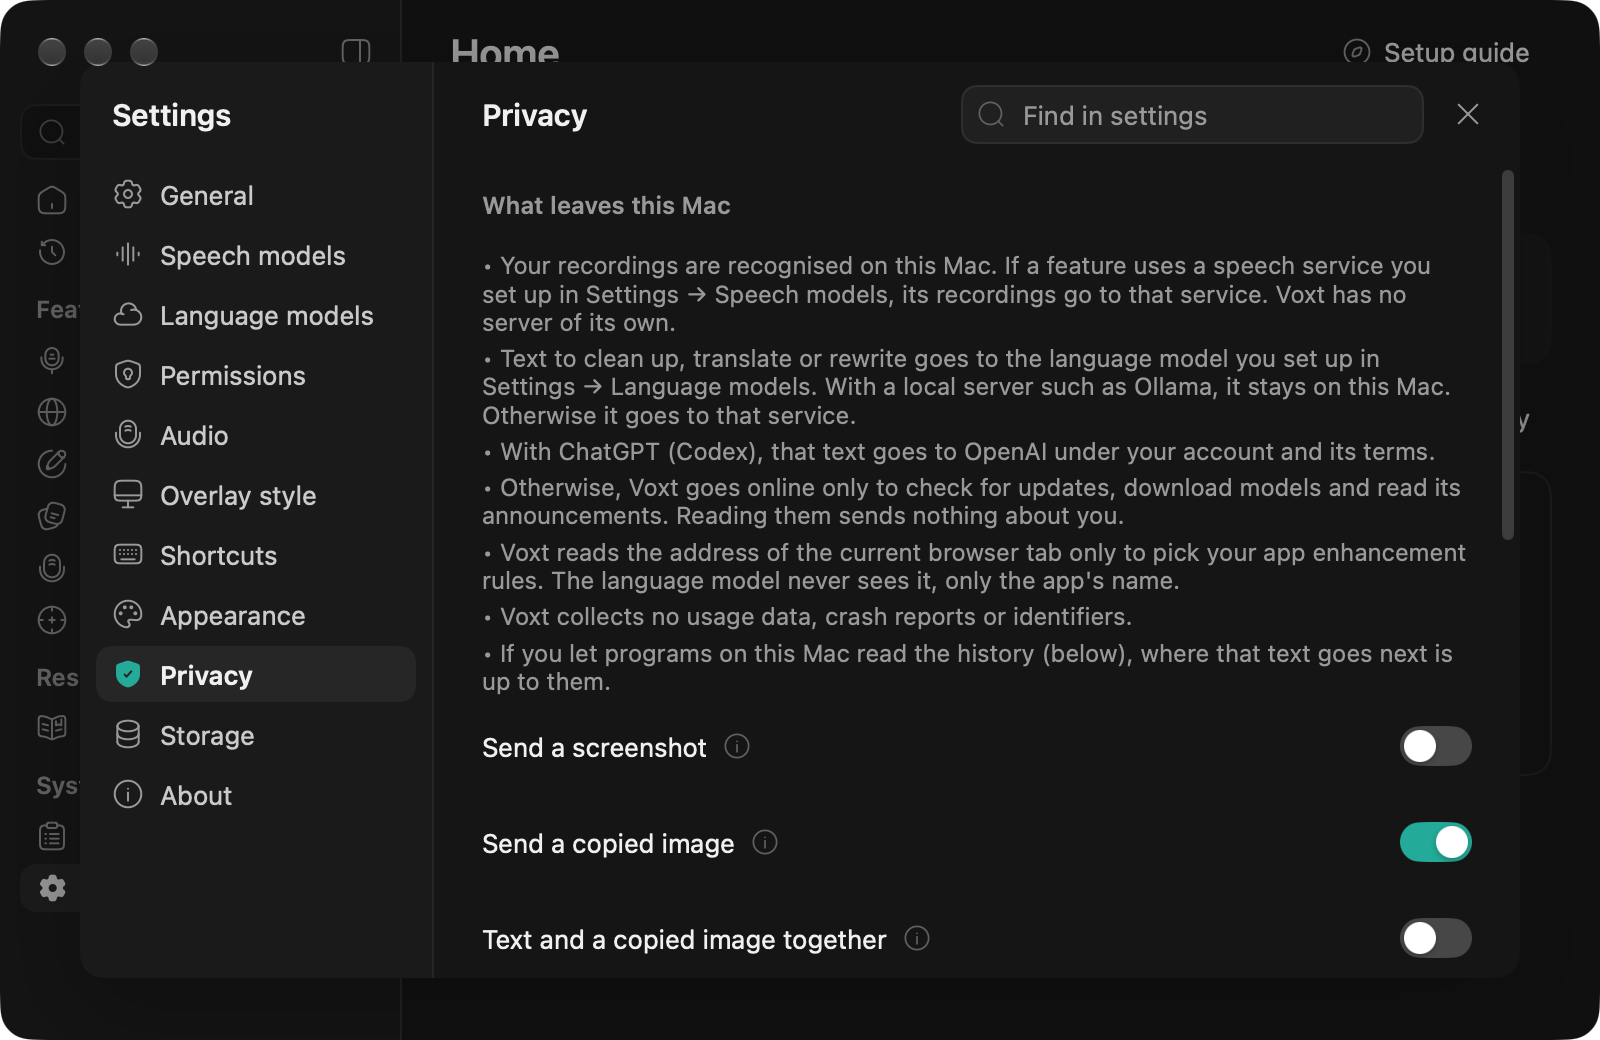 Home
Setup guide
Settings
Privacy
Find in settings
General
Speech models
Language models
Permissions
Audio
Overlay style
Shortcuts
Appearance
Privacy
Storage
About
What leaves this Mac
• Your recordings are recognised on this Mac. If a feature uses a speech service you
set up in Settings → Speech models, its recordings go to that service. Voxt has no
server of its own.
• Text to clean up, translate or rewrite goes to the language model you set up in
Settings → Language models. With a local server such as Ollama, it stays on this Mac.
Otherwise it goes to that service.
• With ChatGPT (Codex), that text goes to OpenAI under your account and its terms.
• Otherwise, Voxt goes online only to check for updates, download models and read its
announcements. Reading them sends nothing about you.
• Voxt reads the address of the current browser tab only to pick your app enhancement
rules. The language model never sees it, only the app's name.
• Voxt collects no usage data, crash reports or identifiers.
• If you let programs on this Mac read the history (below), where that text goes next is
up to them.
Send a screenshot
Send a copied image
Text and a copied image together